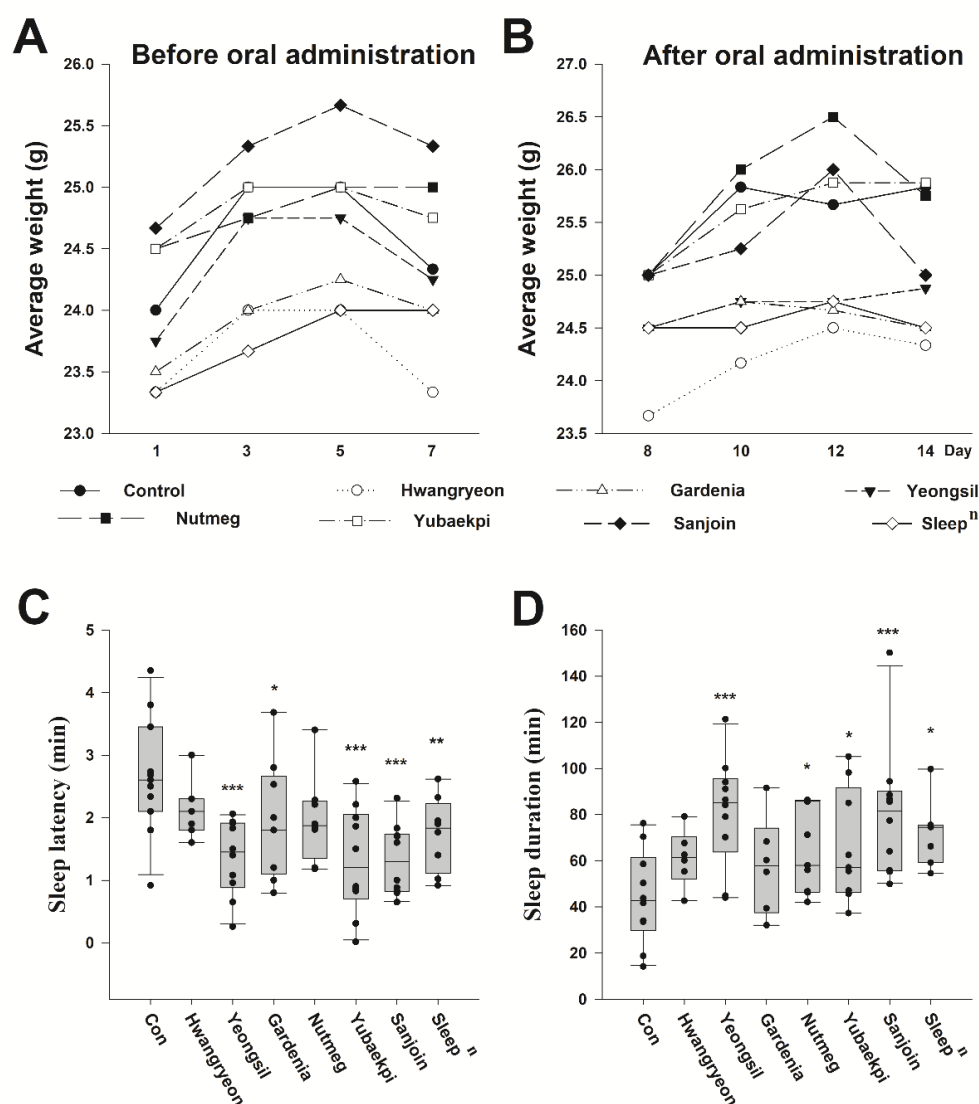 A Before oral administration
26.0
25.5
25.0
24.5
24.0
23.5
23.0
Average weight (g)
1 3 5 7
B After oral administration
27.0
26.5
26.0
25.5
25.0
24.5
24.0
23.5
Average weight (g)
8 10 12 14 Day
Control Hwangryeon Gardenia Yeongsil
Nutmeg Yubaekpi Sanjoin Sleep n
C
5
4
3
2
1
0
Sleep latency (min)
* *** *** *** **
Con Hwangryeon Yeongsil Gardenia Nutmeg Yubaekpi Sanjoin Sleep n
D
160
140
120
100
80
60
40
20
0
Sleep duration (min)
*** *** * * *
Con Hwangryeon Yeongsil Gardenia Nutmeg Yubaekpi Sanjoin Sleep n